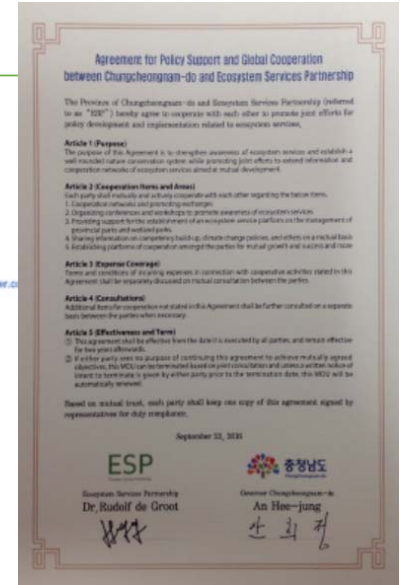 Agreement for Policy Support and Global Cooperation
between Chungcheongnam-do and Ecosystem Services Partnership
The Province of Chungcheongnam-do and Ecosystem Services Partnership (referred
to as "ESP") hereby agree to cooperate with each other to promote joint efforts for
policy development and implementation related to ecosystem services,
Article 1 (Purpose)
The purpose of this Agreement is to strengthen awareness of ecosystem services and establish a
well-rounded nature conservation system while promoting joint efforts to extend information and
cooperation networks of ecosystem services aimed at mutual development.
Article 2 (Cooperation Items and Areas)
Each party shall mutually and actively cooperate with each other regarding the below items.
1. Cooperation networks and promoting exchanges
2. Organizing conferences and workshops to promote awareness of ecosystem services
3. Providing support for the establishment of an ecosystem service platform on the management of
provincial parks and wetland parks.
4. Sharing information on competency build-up, climate change policies, and others on a mutual basis
5. Establishing platforms of cooperation amongst the parties for mutual growth and success and more
Article 3 (Expense Coverage)
Terms and conditions of incurring expenses in connection with cooperative activities stated in this
Agreement shall be separately discussed on mutual consultation between the parties.
Article 4 (Consultations)
Additional items for cooperation not stated in this Agreement shall be further consulted on a separate
basis between the parties when necessary.
Article 5 (Effectiveness and Term)
① This agreement shall be effective from the date it is executed by all parties, and remain effective
for two years afterwards.
② If either party sees no purpose of continuing this agreement to achieve mutually agreed
objectives, this MOU can be terminated based on joint consultation and unless a written notice of
intent to terminate is given by either party prior to the termination date, this MOU will be
automatically renewed.
Based on mutual trust, each party shall keep one copy of this agreement signed by
representatives for duly compliance.
September 22, 2016
ESP
충청남도
Chungcheongnam-do
Ecosystem Services Partnership
Governor Chungcheongnam-do
Dr. Rudolf de Groot
An Hee-jung
안 희 정